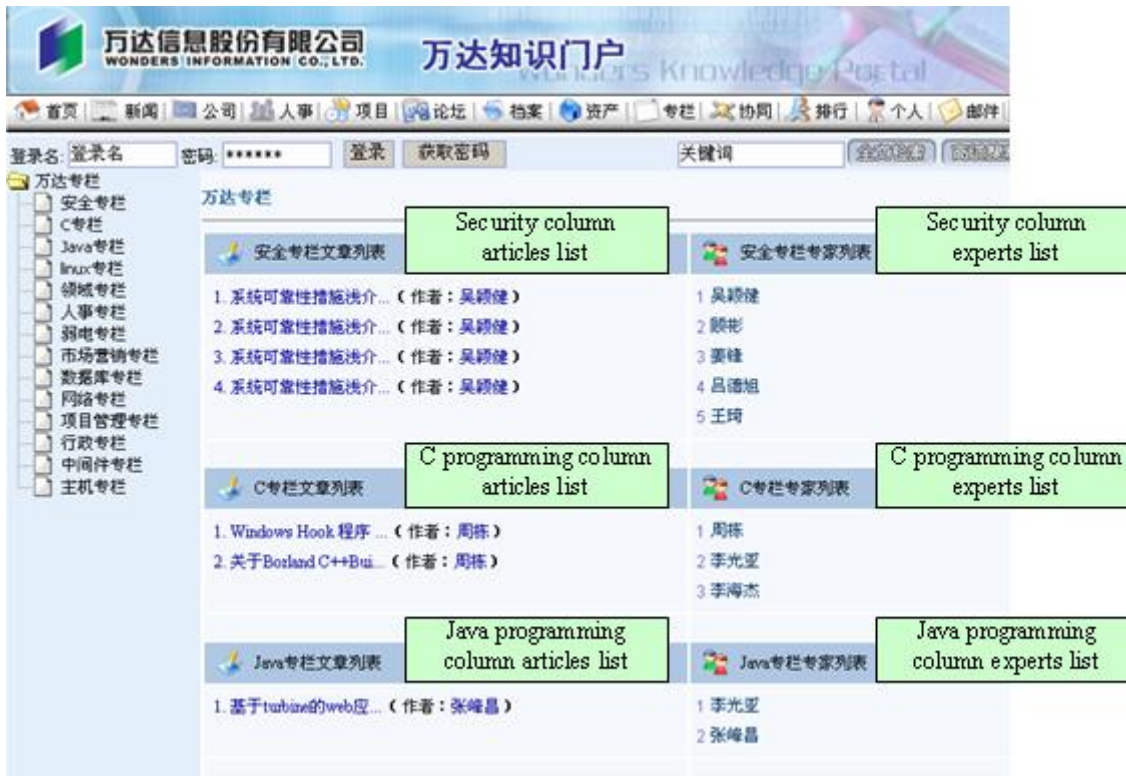 万达信息股份有限公司
WONDERS INFORMATION CO., LTD.
万达知识门户
Wonders Knowledge Portal
首页 | 新闻 | 公司 | 人事 | 项目 | 论坛 | 档案 | 资产 | 专栏 | 协同 | 排行 | 个人 | 邮件
登录名: 登录名 密码: ****** 登录 获取密码 关键词
万达专栏
安全专栏
C专栏
Java专栏
linux专栏
领域专栏
人事专栏
弱电专栏
市场营销专栏
数据库专栏
网络专栏
项目管理专栏
行政专栏
中间件专栏
主机专栏
万达专栏
安全专栏文章列表
Security column
articles list
安全专栏专家列表
Security column
experts list
1. 系统可靠性措施浅介... ( 作者：吴颖健 )
2. 系统可靠性措施浅介... ( 作者：吴颖健 )
3. 系统可靠性措施浅介... ( 作者：吴颖健 )
4. 系统可靠性措施浅介... ( 作者：吴颖健 )
1 吴颖健
2 顾彬
3 姜锋
4 吕德旭
5 王琦
C专栏文章列表
C programming column
articles list
C专栏专家列表
C programming column
experts list
1. Windows Hook 程序 ... ( 作者：周栋 )
2. 关于Borland C++Bui... ( 作者：周栋 )
1 周栋
2 李光亚
3 李海杰
Java专栏文章列表
Java programming
column articles list
Java专栏专家列表
Java programming
column experts list
1. 基于turbine的web应... ( 作者：张峰昌 )
1 李光亚
2 张峰昌